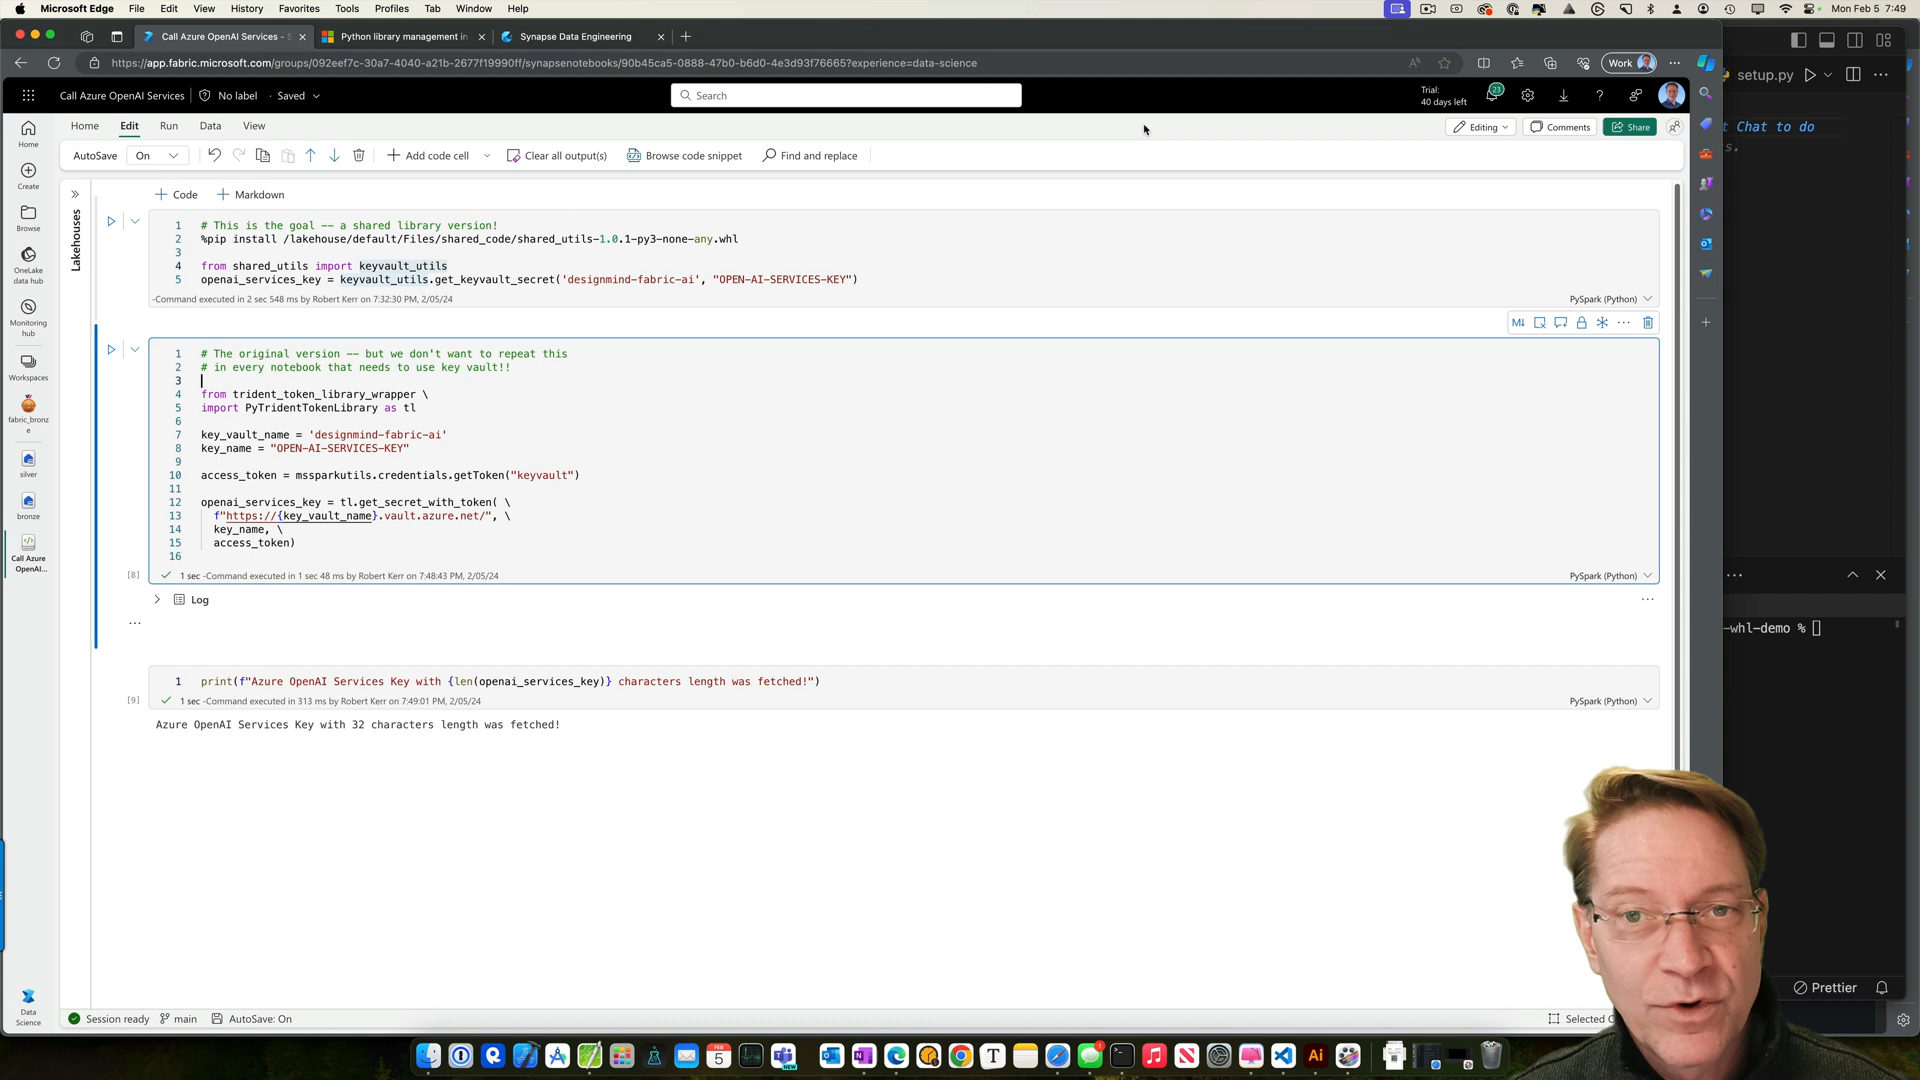 Microsoft Edge File Edit View History Favorites Tools Profiles Tab Window Help
Mon Feb 5 7:49
Call Azure OpenAI Services - S
Python library management in
Synapse Data Engineering
https://app.fabric.microsoft.com/groups/092eef7c-30a7-4040-a21b-2677f19990ff/synapsenotebooks/90b45ca5-0888-47b0-b6d0-4e3d93f76665?experience=data-science
Work
setup.py
Call Azure OpenAI Services No label · Saved
Search
Trial:
40 days left
23
Home Edit Run Data View
Editing Comments Share
t Chat to do
s.
AutoSave On Add code cell Clear all output(s) Browse code snippet Find and replace
Home
Create
Browse
OneLake
data hub
Monitoring
hub
Workspaces
fabric_bronz
e
silver
bronze
Call Azure
OpenAI...
Data
Science
Lakehouses
+ Code + Markdown
1 # This is the goal -- a shared library version!
2 %pip install /lakehouse/default/Files/shared_code/shared_utils-1.0.1-py3-none-any.whl
3
4 from shared_utils import keyvault_utils
5 openai_services_key = keyvault_utils.get_keyvault_secret('designmind-fabric-ai', "OPEN-AI-SERVICES-KEY")
-Command executed in 2 sec 548 ms by Robert Kerr on 7:32:30 PM, 2/05/24
PySpark (Python)
M↓
1 # The original version -- but we don't want to repeat this
2 # in every notebook that needs to use key vault!!
3
4 from trident_token_library_wrapper \
5 import PyTridentTokenLibrary as tl
6
7 key_vault_name = 'designmind-fabric-ai'
8 key_name = "OPEN-AI-SERVICES-KEY"
9
10 access_token = mssparkutils.credentials.getToken("keyvault")
11
12 openai_services_key = tl.get_secret_with_token( \
13 f"https://{key_vault_name}.vault.azure.net/", \
14 key_name, \
15 access_token)
16
[8] 1 sec -Command executed in 1 sec 48 ms by Robert Kerr on 7:48:43 PM, 2/05/24
PySpark (Python)
Log
-whl-demo %
1 print(f"Azure OpenAI Services Key with {len(openai_services_key)} characters length was fetched!")
[9] 1 sec -Command executed in 313 ms by Robert Kerr on 7:49:01 PM, 2/05/24
PySpark (Python)
Azure OpenAI Services Key with 32 characters length was fetched!
Prettier
Session ready main AutoSave: On
Selected C
FEB
5
NEW
T
1
Ai